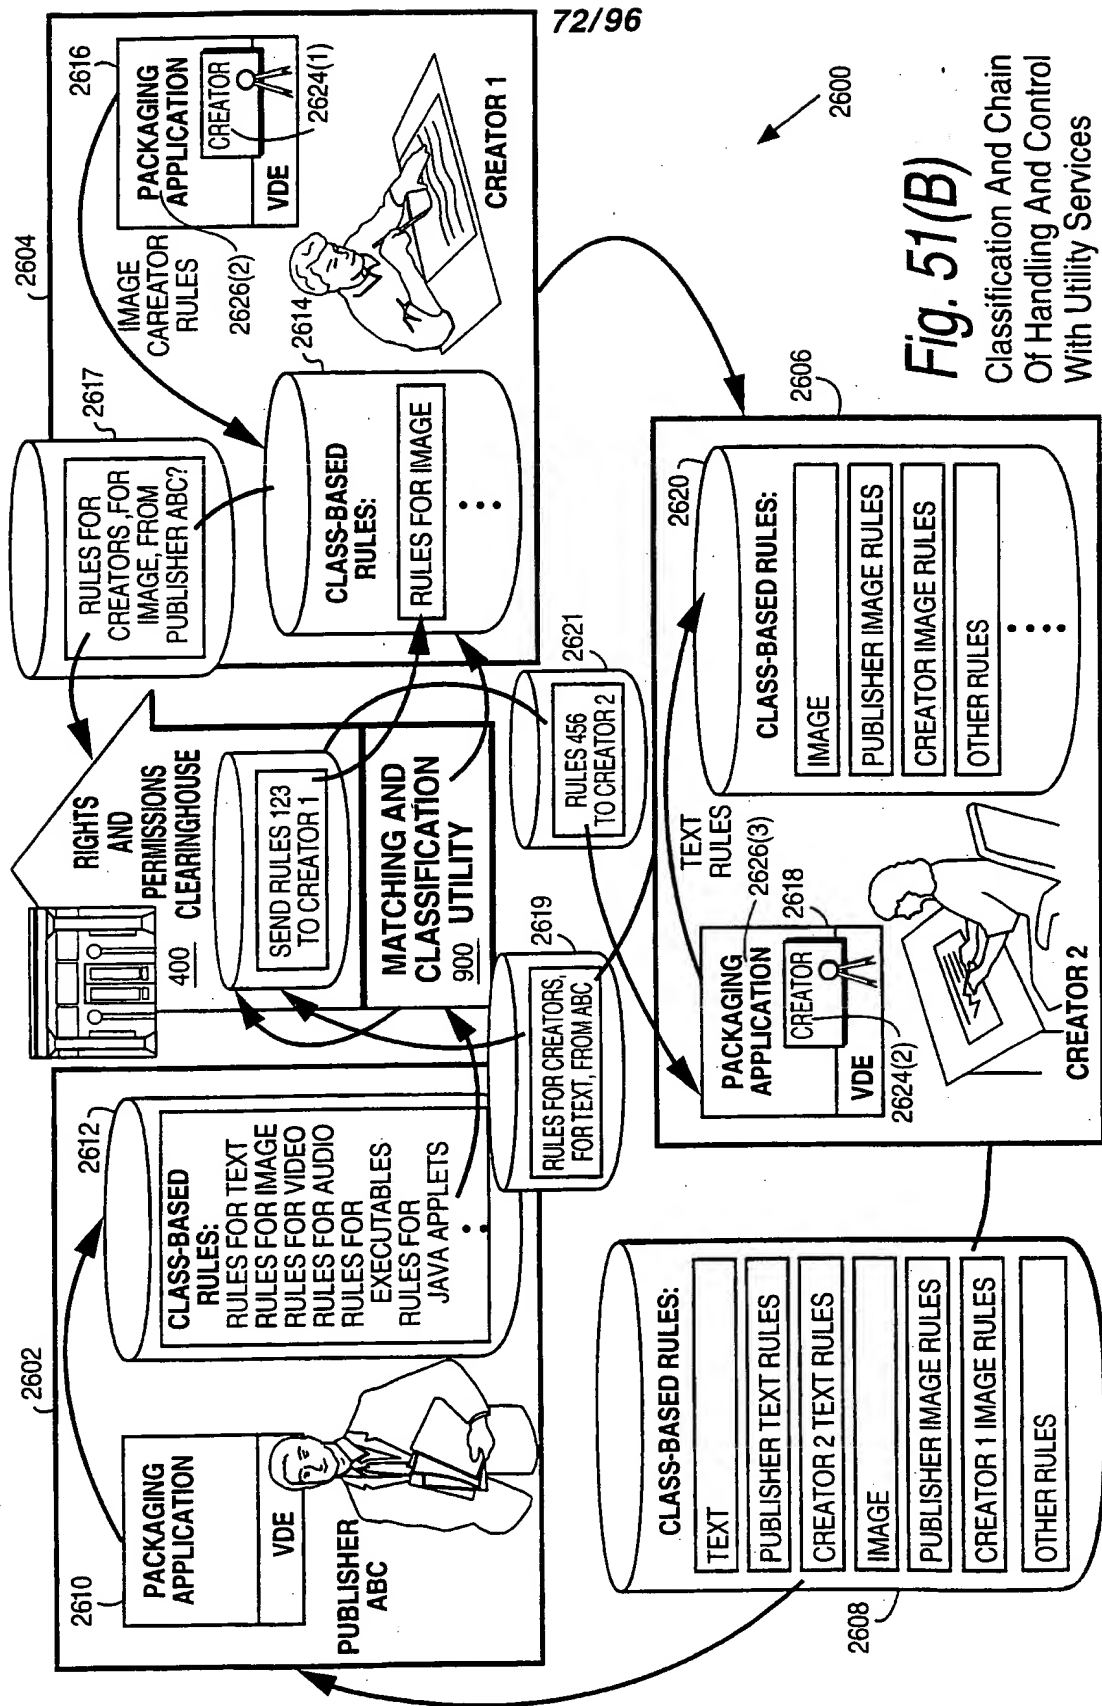 72/96
2602
2610
PACKAGING
APPLICATION
VDE
PUBLISHER
ABC
2612
CLASS-BASED
RULES:
RULES FOR TEXT
RULES FOR IMAGE
RULES FOR VIDEO
RULES FOR AUDIO
RULES FOR
EXECUTABLES
RULES FOR
JAVA APPLETS
RIGHTS
AND
PERMISSIONS
CLEARINGHOUSE
400
SEND RULES 123
TO CREATOR 1
MATCHING AND
CLASSIFICATION
900 UTILITY
2617
RULES FOR
CREATORS ,FOR
IMAGE, FROM
PUBLISHER ABC?
2604
2616
PACKAGING
APPLICATION
CREATOR
VDE
2624(1)
IMAGE
CAREATOR
RULES
2626(2)
2614
CLASS-BASED
RULES:
RULES FOR IMAGE
CREATOR 1
2619
RULES FOR CREATORS,
FOR TEXT, FROM ABC
2621
RULES 456
TO CREATOR 2
2608
CLASS-BASED RULES:
TEXT
PUBLISHER TEXT RULES
CREATOR 2 TEXT RULES
IMAGE
PUBLISHER IMAGE RULES
CREATOR 1 IMAGE RULES
OTHER RULES
2606
PACKAGING
APPLICATION
2626(3)
CREATOR
2618
VDE
2624(2)
TEXT
RULES
CREATOR 2
2620
CLASS-BASED RULES:
IMAGE
PUBLISHER IMAGE RULES
CREATOR IMAGE RULES
OTHER RULES
2600
Fig. 51(B)
Classification And Chain
Of Handling And Control
With Utility Services